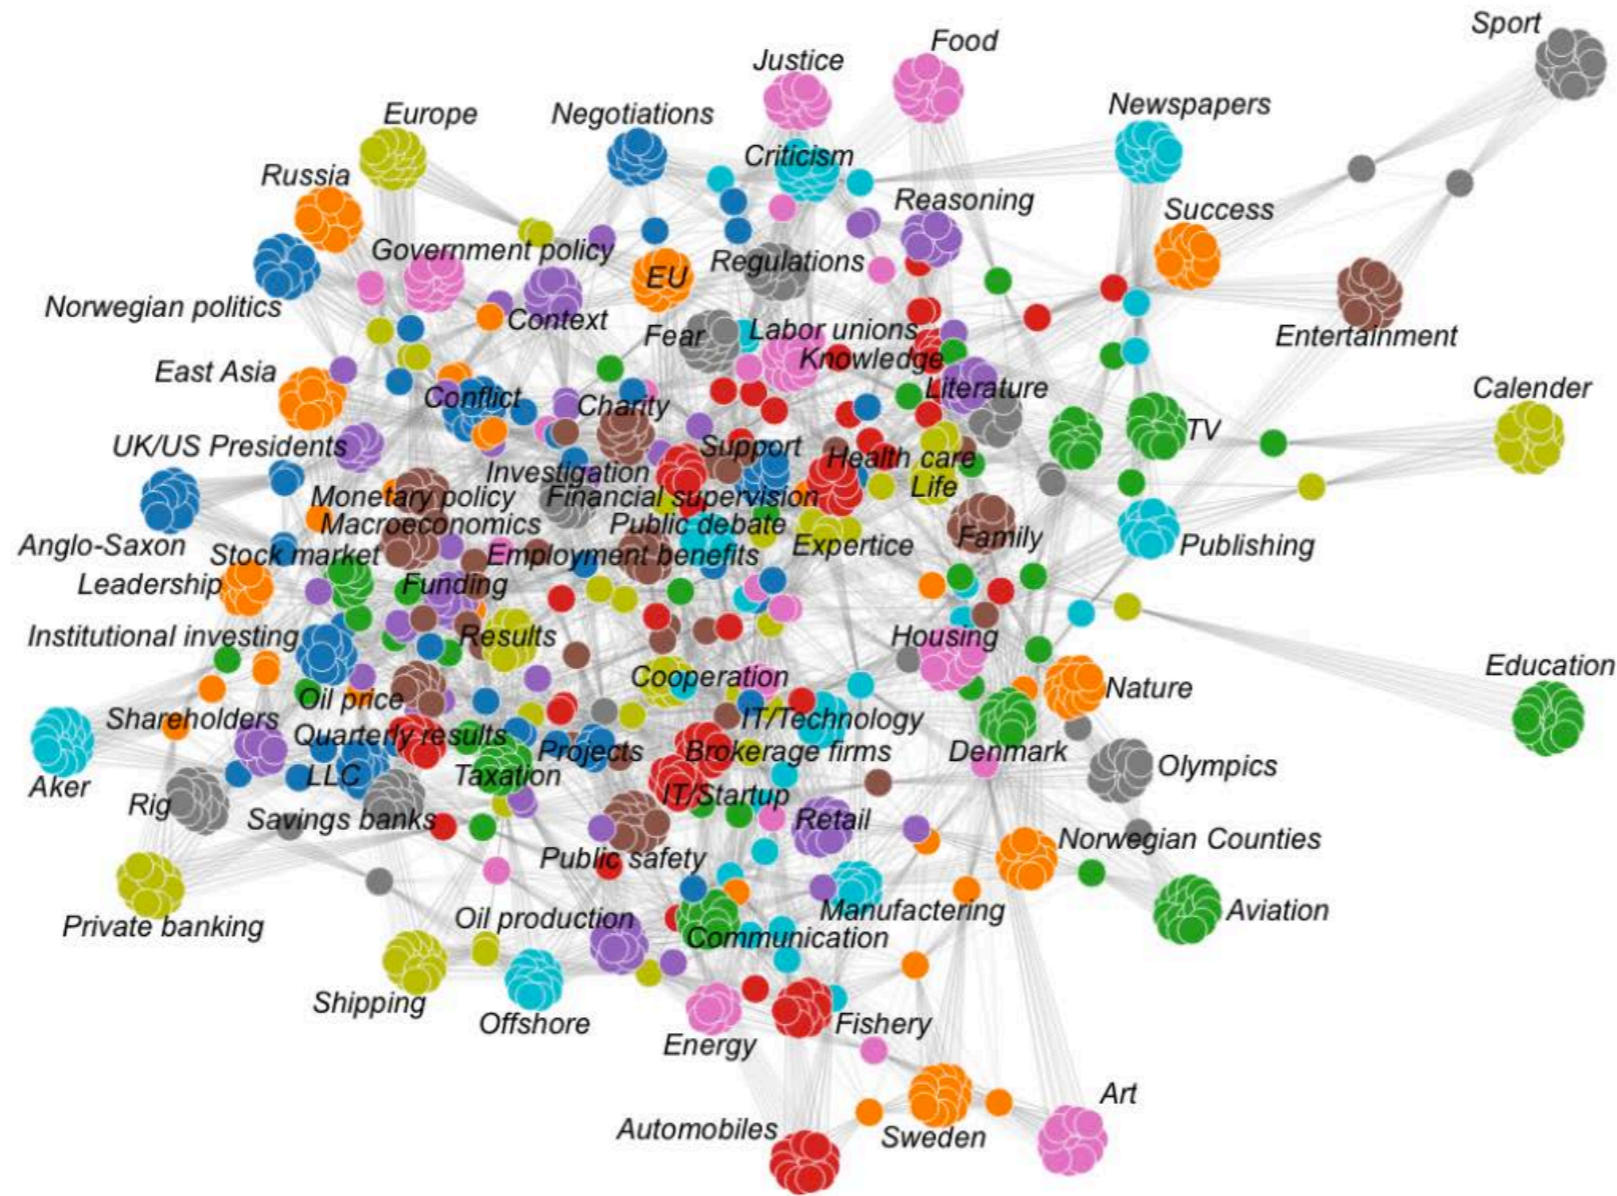 Sport
Food
Justice
Newspapers
Europe
Negotiations
Criticism
Russia
Reasoning
Success
Government policy
EU
Regulations
Norwegian politics
Context
Fear
Labor unions
Entertainment
Knowledge
East Asia
Literature
Calender
Conflict
Charity
TV
UK/US Presidents
Support
Health care
Investigation
Life
Monetary policy
Financial supervision
Macroeconomics
Public debate
Family
Anglo-Saxon
Expertice
Publishing
Stock market
Employment benefits
Leadership
Funding
Institutional investing
Results
Housing
Education
Cooperation
Nature
Oil price
Shareholders
IT/Technology
Quarterly results
Projects
Brokerage firms
Denmark
Olympics
LLC
Taxation
Aker
IT/Startup
Rig
Savings banks
Retail
Norwegian Counties
Public safety
Private banking
Oil production
Manufactering
Aviation
Communication
Shipping
Offshore
Fishery
Energy
Art
Automobiles
Sweden